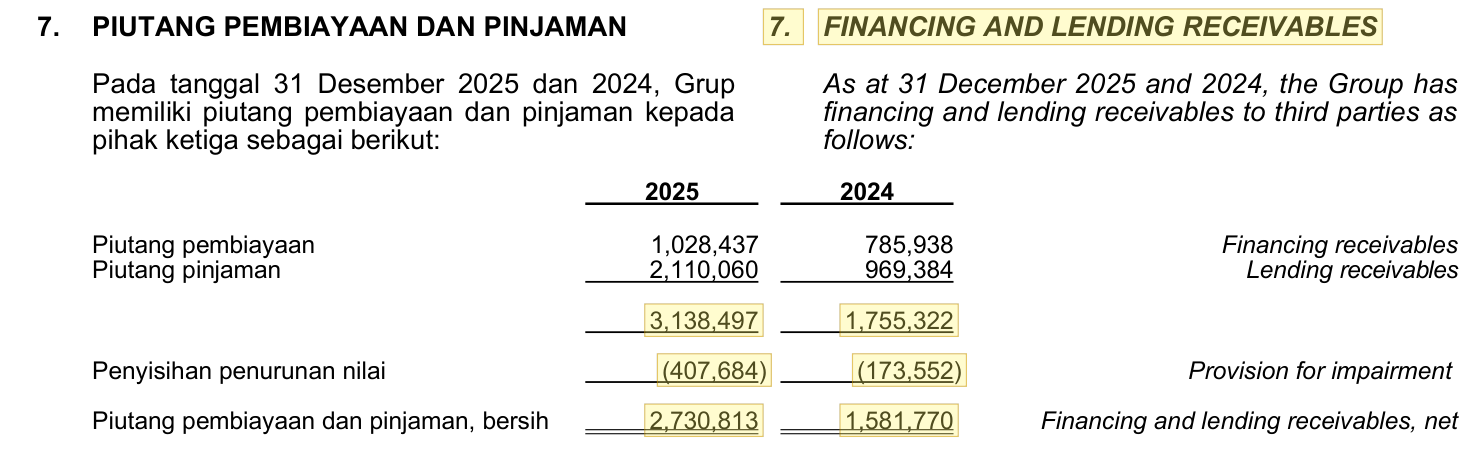 7. PIUTANG PEMBIAYAAN DAN PINJAMAN
7. FINANCING AND LENDING RECEIVABLES
Pada tanggal 31 Desember 2025 dan 2024, Grup
memiliki piutang pembiayaan dan pinjaman kepada
pihak ketiga sebagai berikut:
As at 31 December 2025 and 2024, the Group has
financing and lending receivables to third parties as
follows:
2025 2024
Piutang pembiayaan 1,028,437 785,938 Financing receivables
Piutang pinjaman 2,110,060 969,384 Lending receivables
3,138,497 1,755,322
Penyisihan penurunan nilai (407,684) (173,552) Provision for impairment
Piutang pembiayaan dan pinjaman, bersih 2,730,813 1,581,770 Financing and lending receivables, net